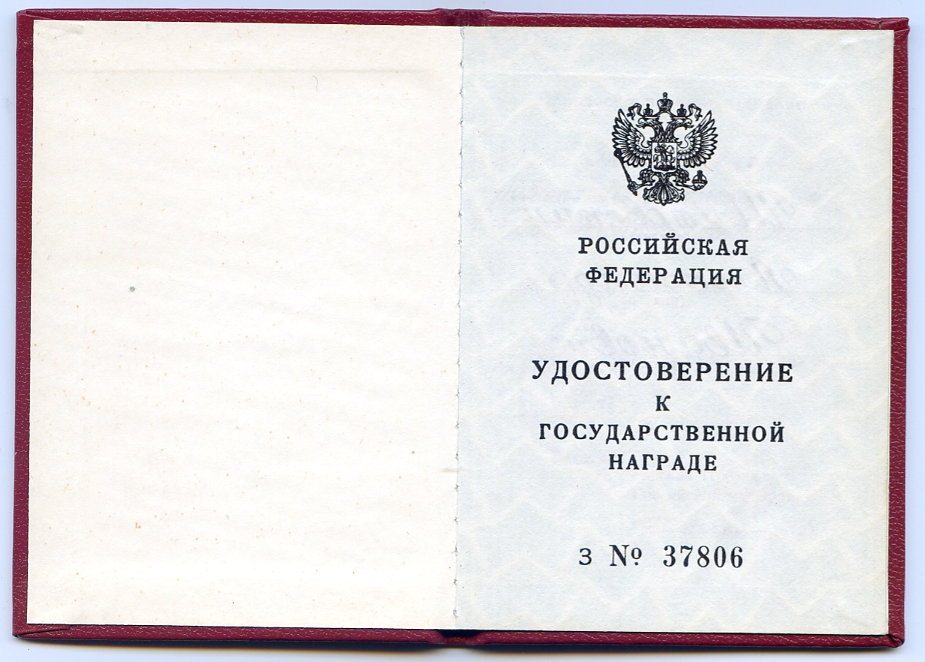 РОССИЙСКАЯ
ФЕДЕРАЦИЯ
УДОСТОВЕРЕНИЕ
К
ГОСУДАРСТВЕННОЙ
НАГРАДЕ
З № 37806